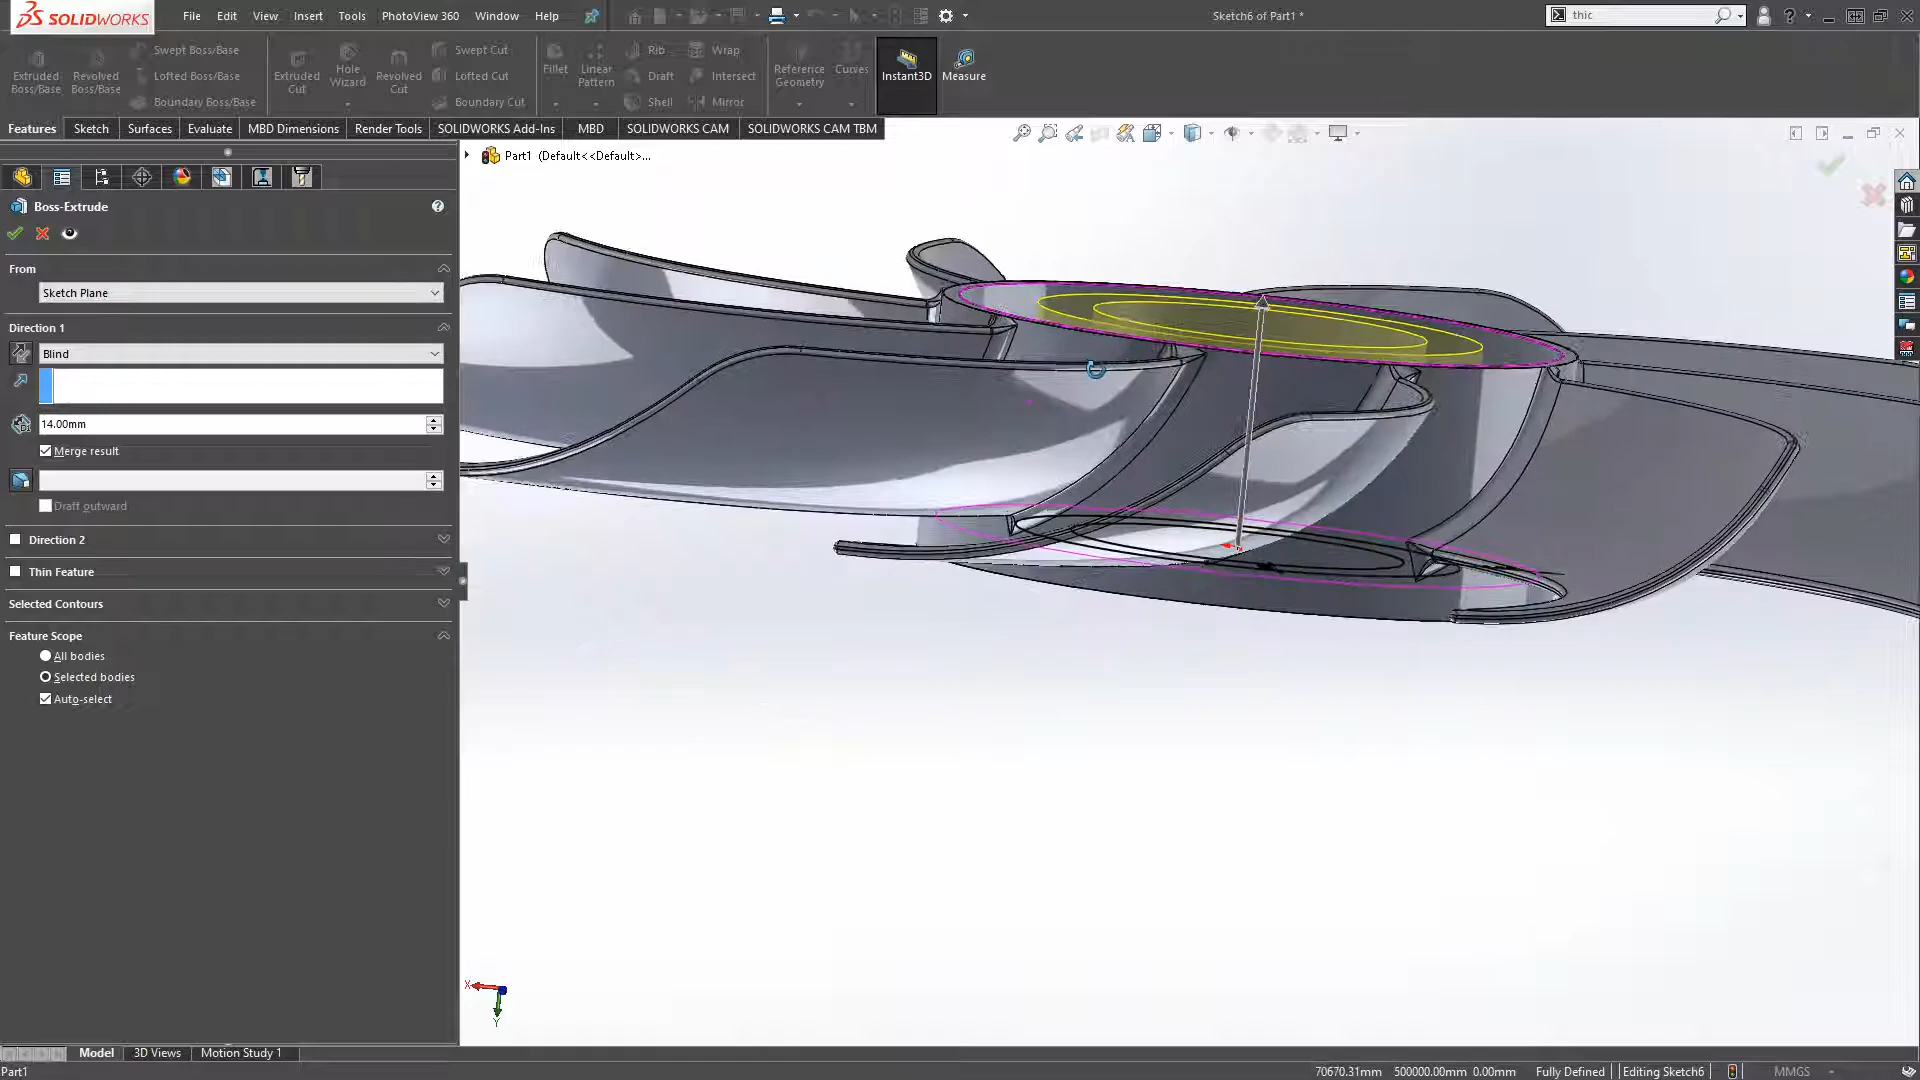 SOLIDWORKS
File Edit View Insert Tools PhotoView 360 Window Help
Sketch6 of Part1 *
thic
Extruded Boss/Base
Revolved Boss/Base
Swept Boss/Base
Lofted Boss/Base
Boundary Boss/Base
Extruded Cut
Hole Wizard
Revolved Cut
Swept Cut
Lofted Cut
Boundary Cut
Fillet
Linear Pattern
Rib
Draft
Shell
Wrap
Intersect
Mirror
Reference Geometry
Curves
Instant3D
Measure
Features Sketch Surfaces Evaluate MBD Dimensions Render Tools SOLIDWORKS Add-Ins MBD SOLIDWORKS CAM SOLIDWORKS CAM TBM
Part1 (Default<<Default>...
Boss-Extrude
From
Sketch Plane
Direction 1
Blind
14.00mm
Merge result
Draft outward
Direction 2
Thin Feature
Selected Contours
Feature Scope
All bodies
Selected bodies
Auto-select
X
Y
Model 3D Views Motion Study 1
Part1
70670.31mm 500000.00mm 0.00mm Fully Defined Editing Sketch6 MMGS